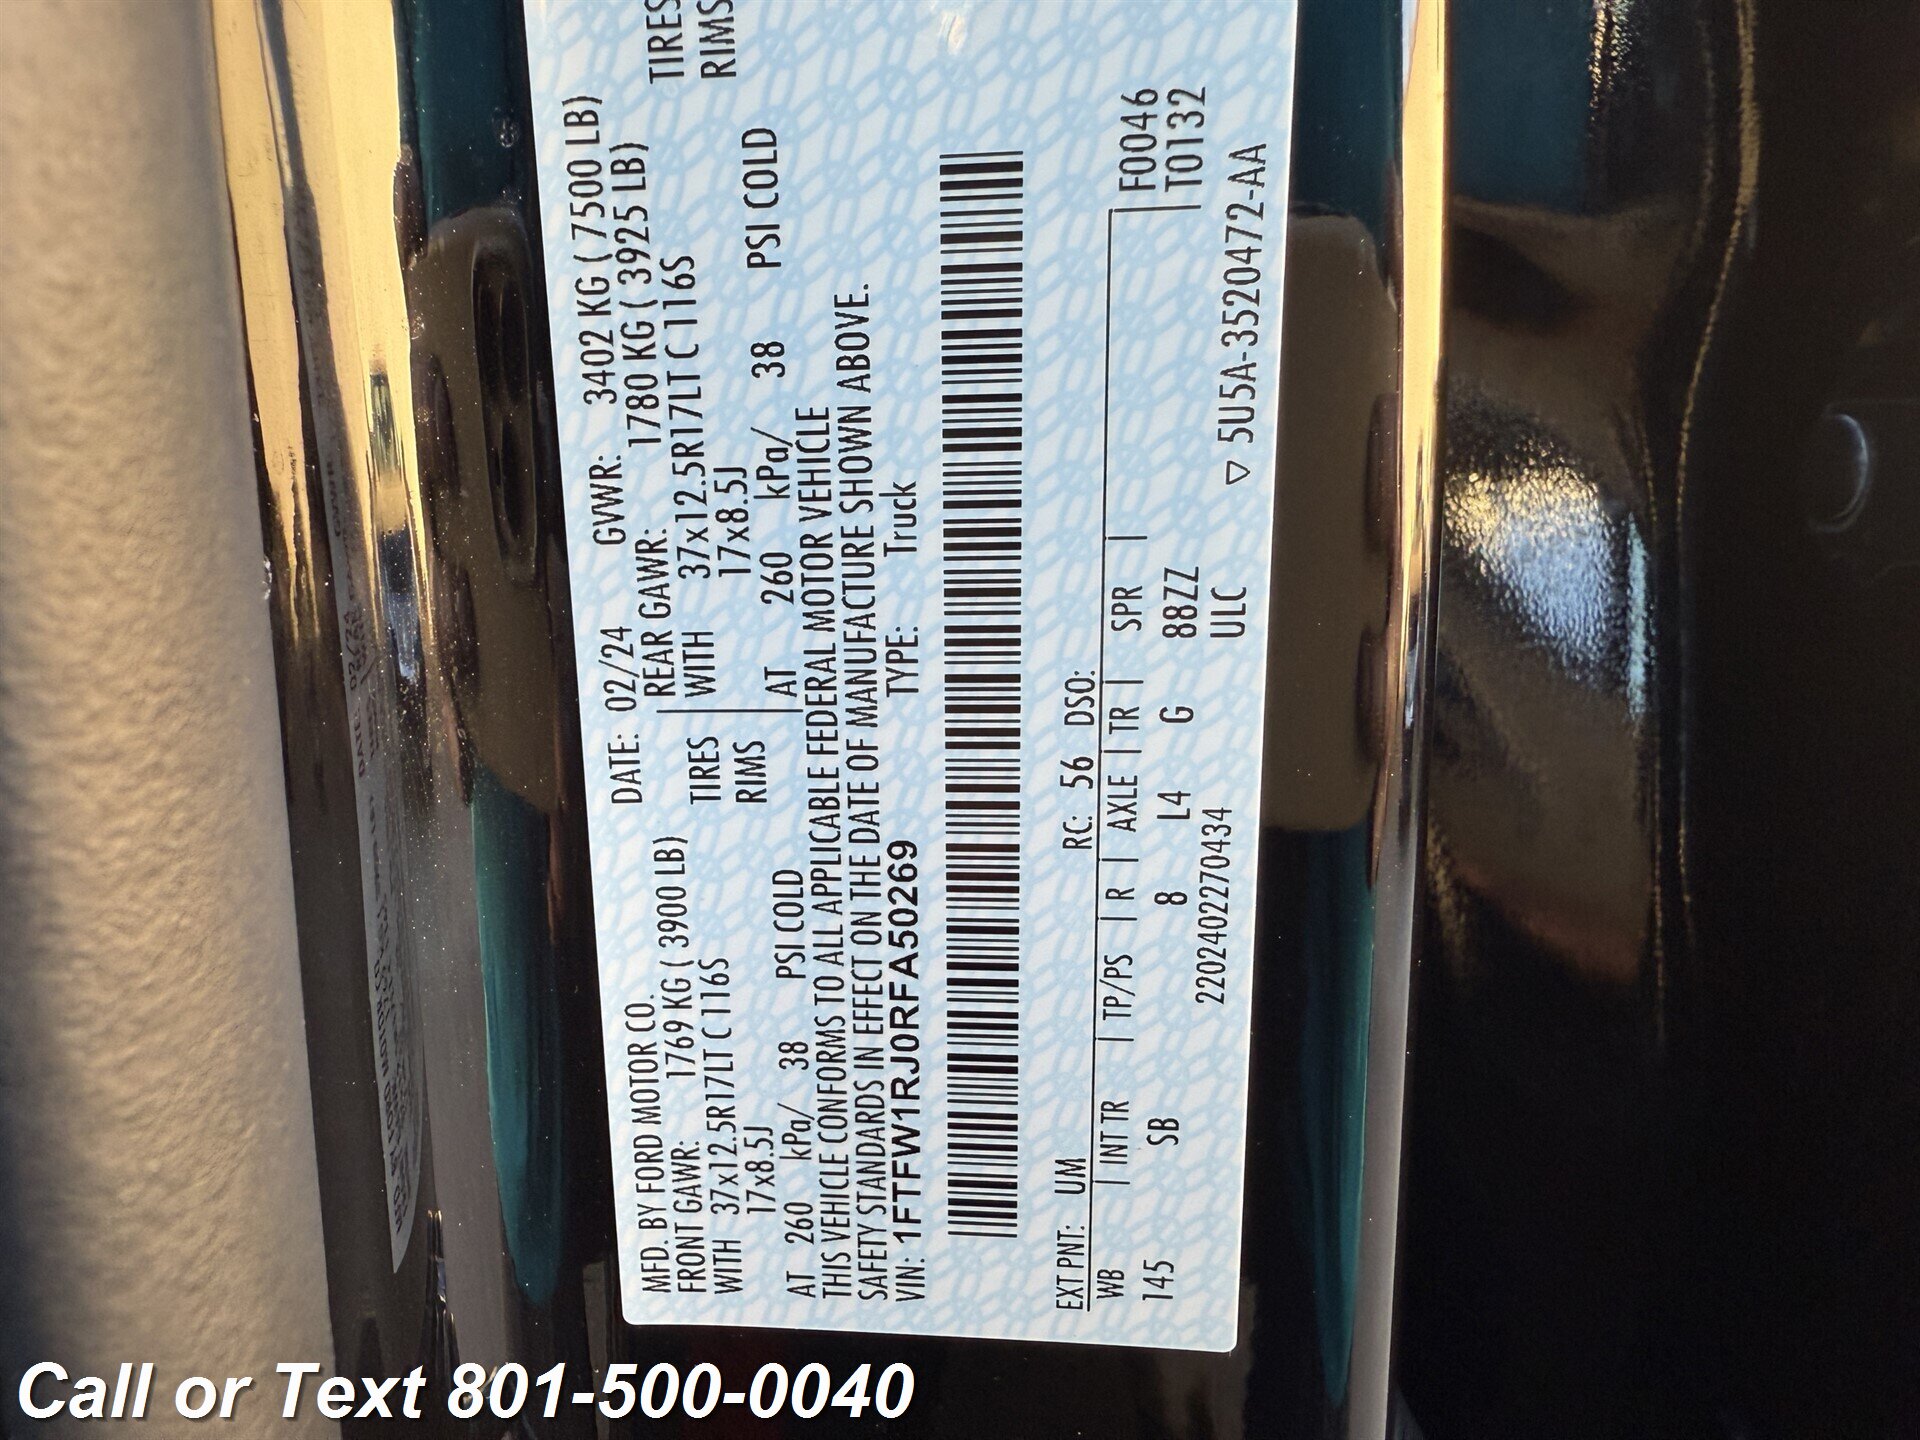 MFD. BY FORD MOTOR CO. DATE: 02/24 GVWR: 3402 KG ( 7500 LB)
FRONT GAWR: 1769 KG ( 3900 LB) REAR GAWR: 1780 KG ( 3925 LB)
WITH 37x12.5R17LT C 116S TIRES WITH 37x12.5R17LT C 116S TIRES
17x8.5J RIMS 17x8.5J RIMS
AT 260 kPa/ 38 PSI COLD AT 260 kPa/ 38 PSI COLD
THIS VEHICLE CONFORMS TO ALL APPLICABLE FEDERAL MOTOR VEHICLE
SAFETY STANDARDS IN EFFECT ON THE DATE OF MANUFACTURE SHOWN ABOVE.
VIN: 1FTFW1RJ0RFA50269 TYPE: Truck
EXT PNT: UM RC: 56 DSO:
WB | INT TR | TP/PS | R | AXLE | TR | SPR | F0046
145 SB 8 L4 G 88ZZ T0132
2202402270434 ULC
▽ 5U5A-3520472-AA
Call or Text 801-500-0040